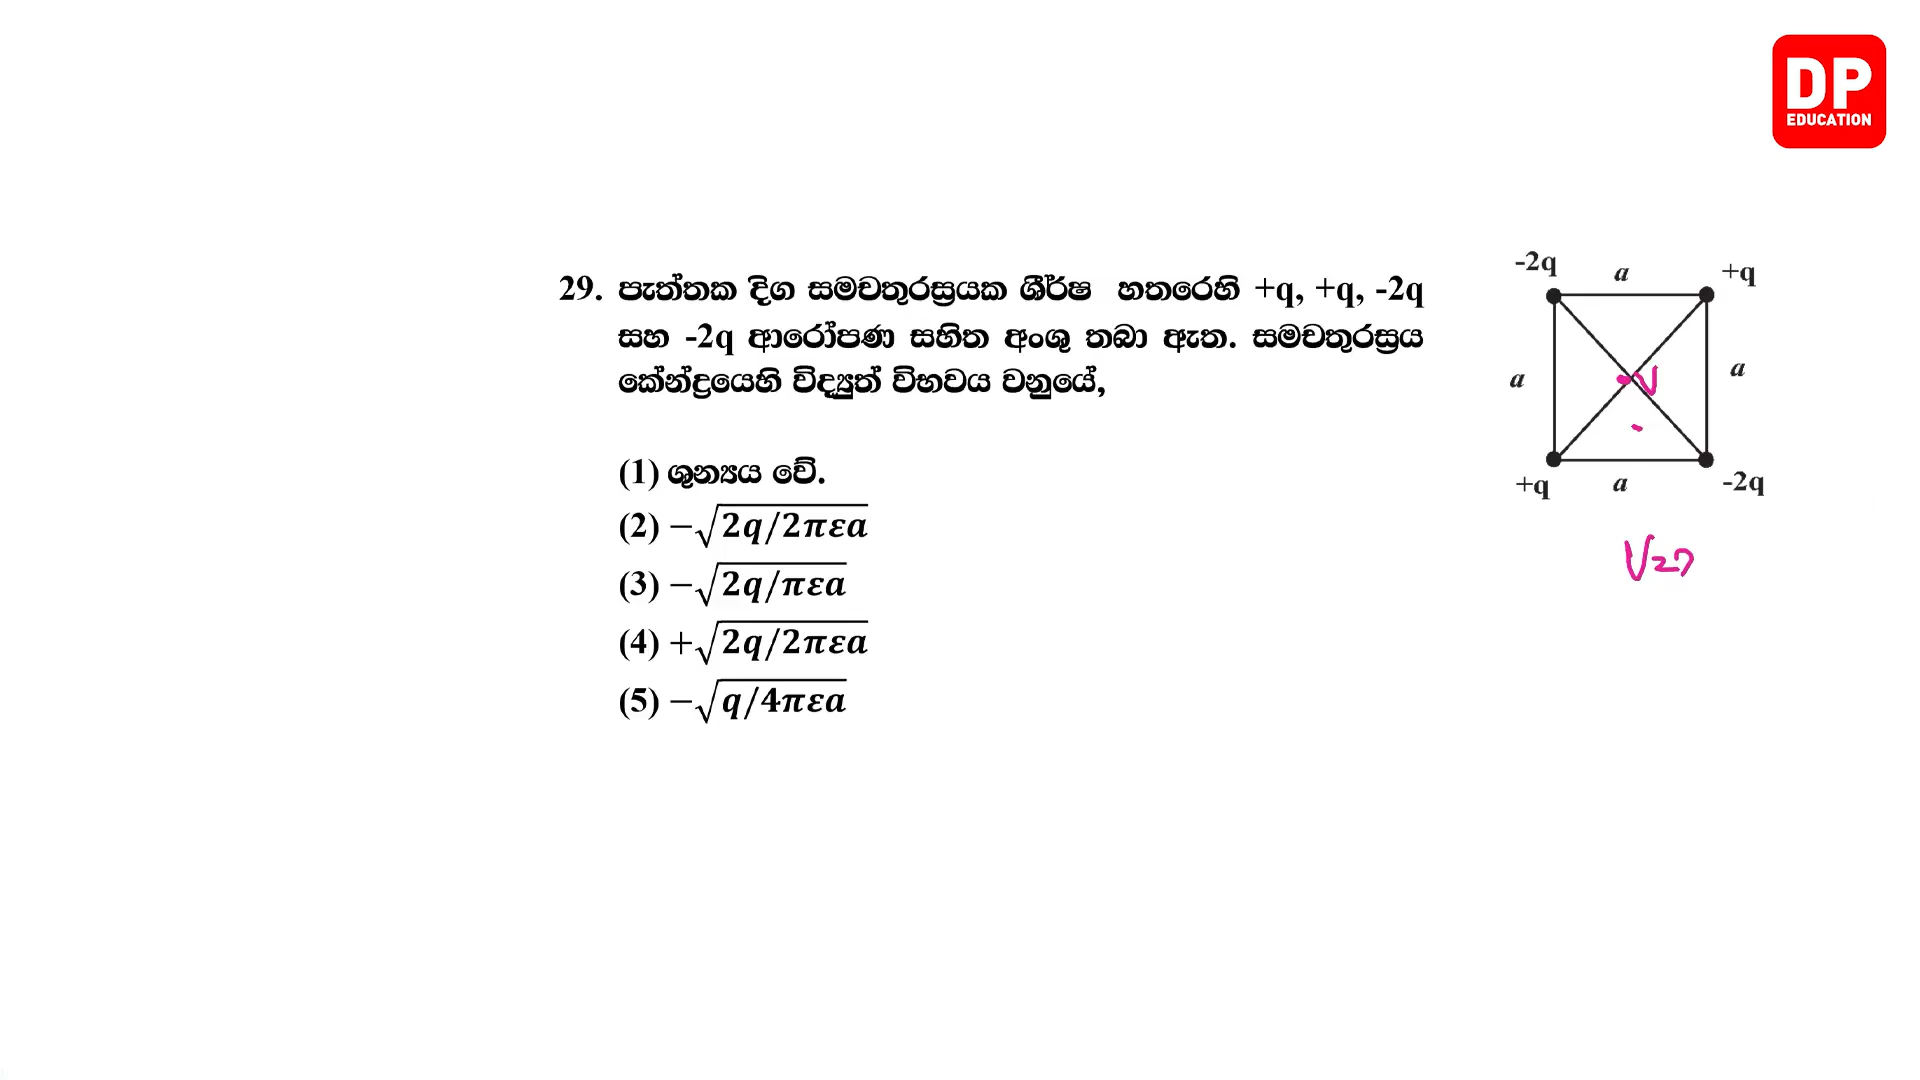 DP
EDUCATION
29. පැත්තක දිග සමචතුරස්‍රයක ශීර්ෂ හතරෙහි +q, +q, -2q
සහ -2q ආරෝපණ සහිත අංශු තබා ඇත. සමචතුරස්‍රය
කේන්ද්‍රයෙහි විද්‍යුත් විභවය වනුයේ,
(1) ශුන්‍යය වේ.
(2) −√2q/2πεa
(3) −√2q/πεa
(4) +√2q/2πεa
(5) −√q/4πεa
-2q
a
+q
a
V
a
+q
a
-2q
V=?